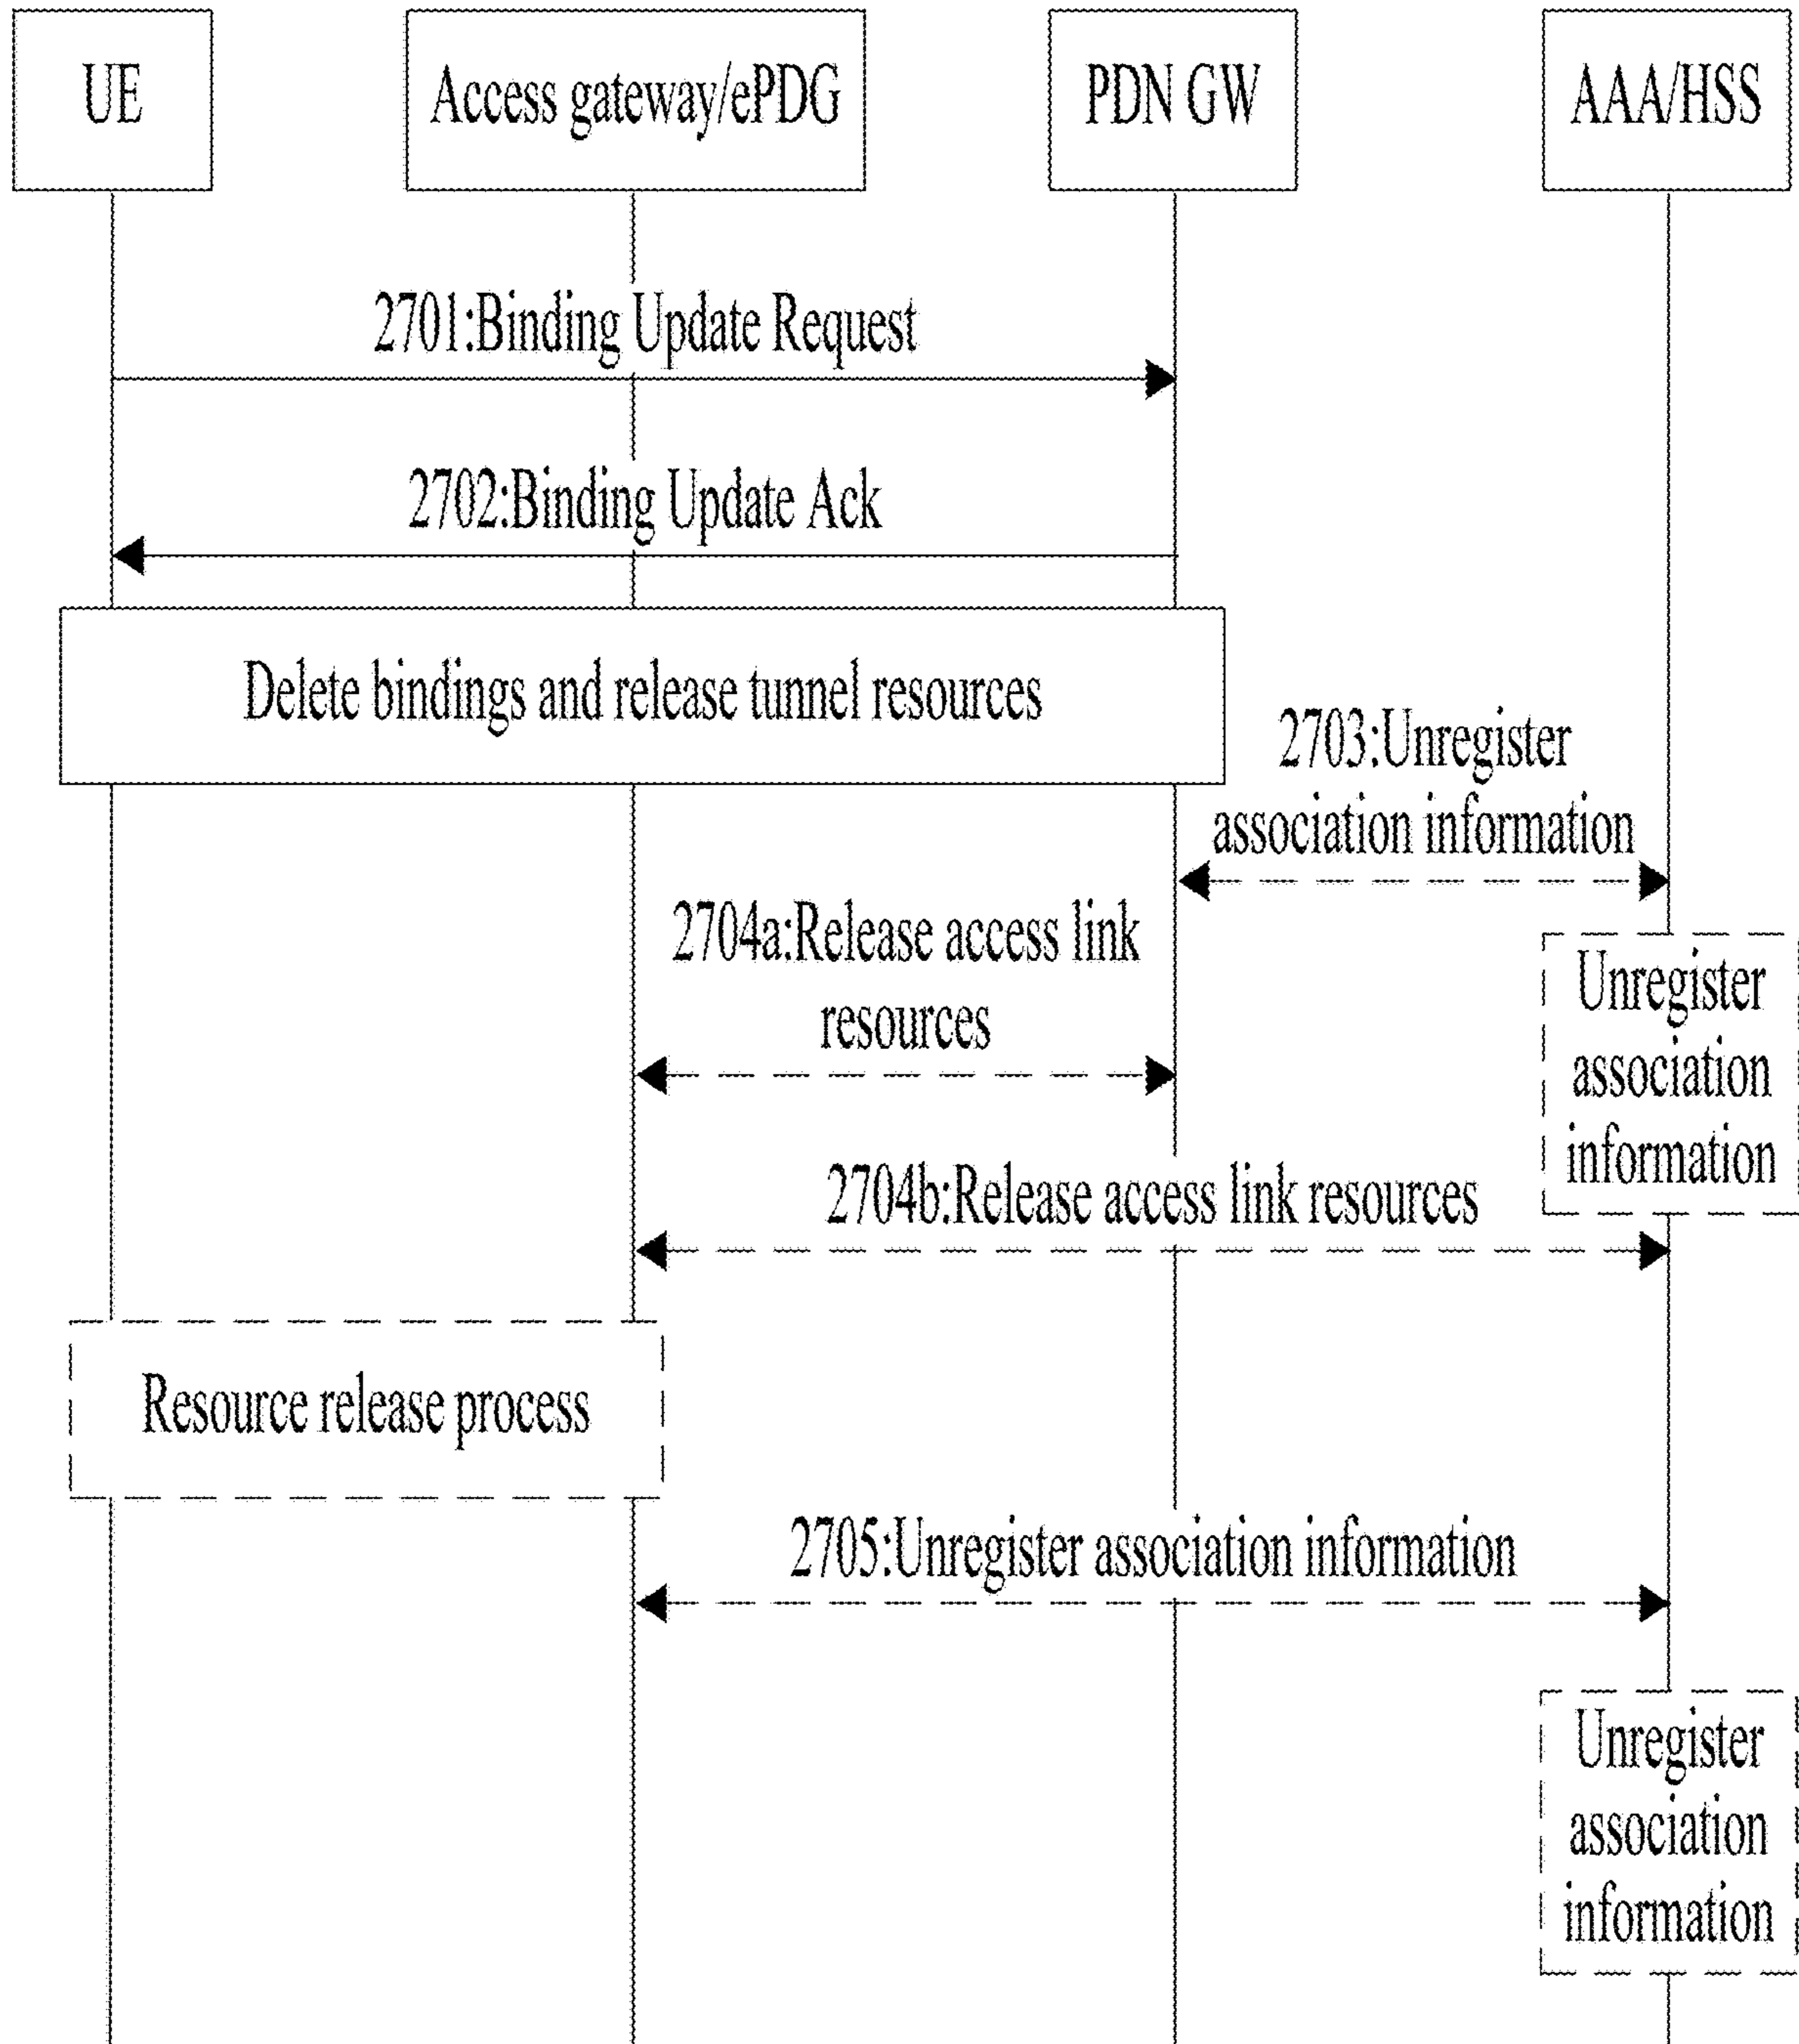 UE
Access gateway/ePDG
PDN GW
AAA/HSS
2701:Binding Update Request
2702:Binding Update Ack
Delete bindings and release tunnel resources
2703:Unregister
association information
2704a:Release access link
resources
Unregister
association
information
2704b:Release access link resources
Resource release process
2705:Unregister association information
Unregister
association
information